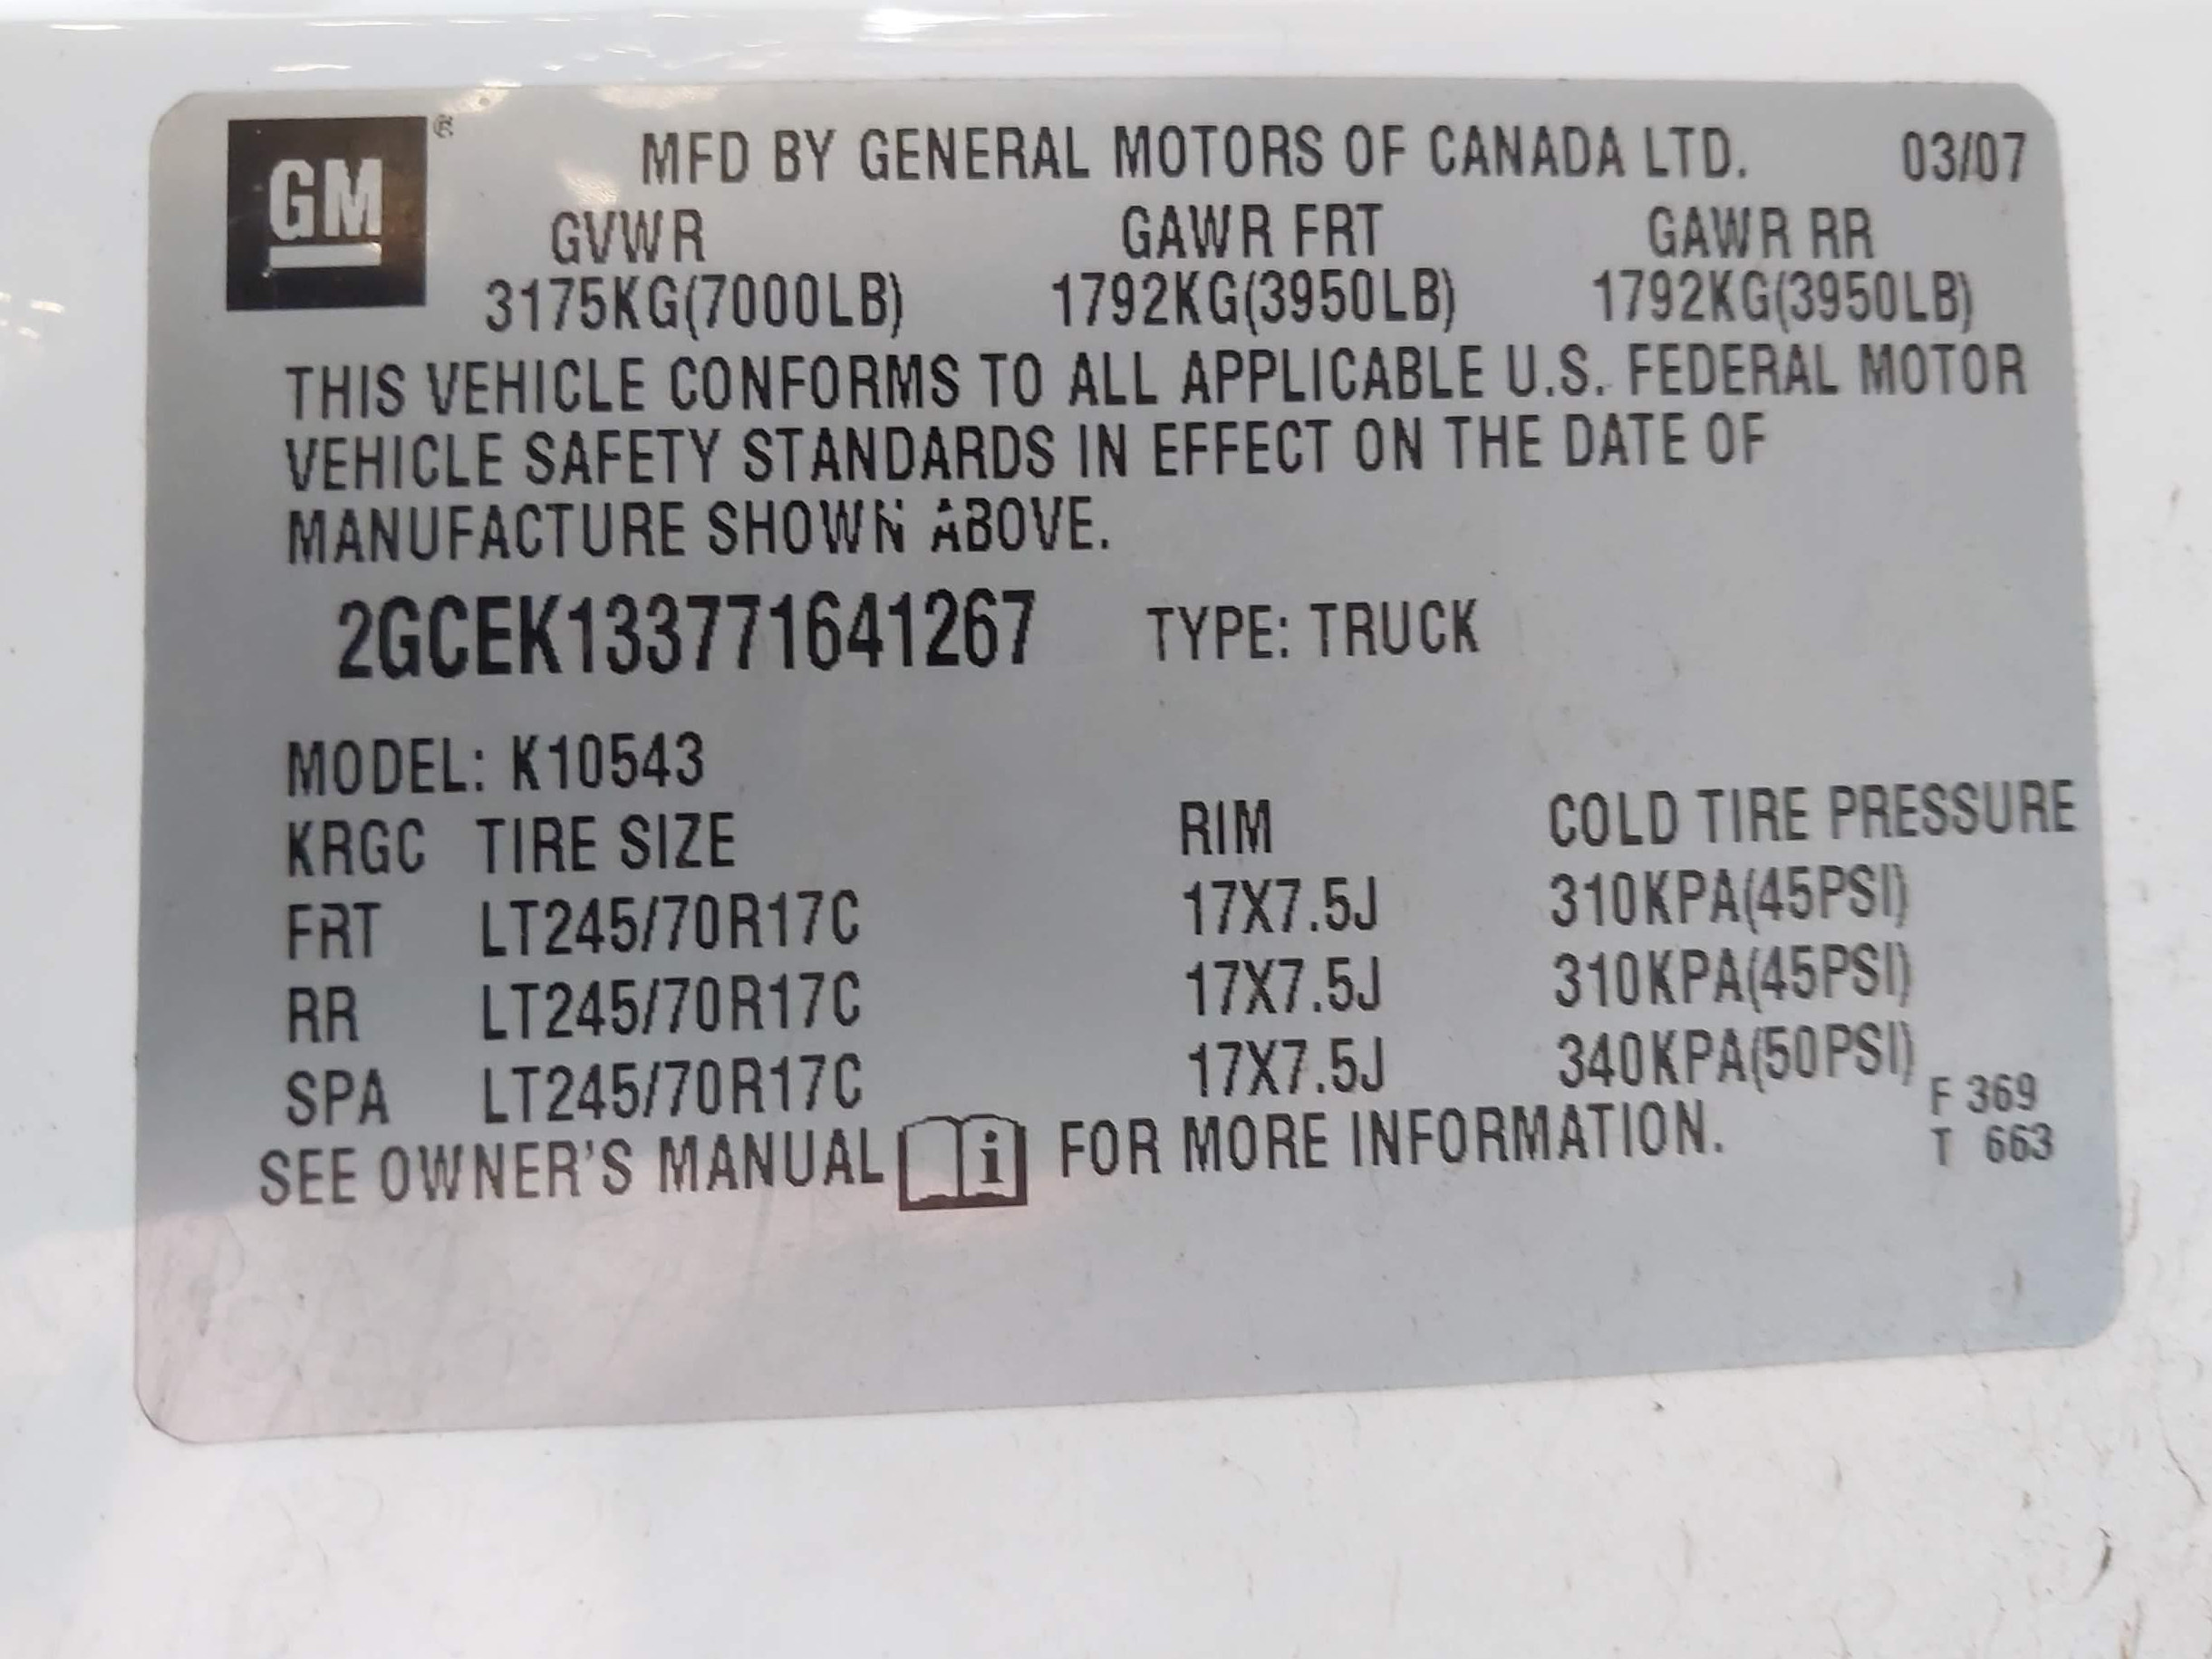 GM ® MFD BY GENERAL MOTORS OF CANADA LTD. 03/07
GVWR GAWR FRT GAWR RR
3175KG(7000LB) 1792KG(3950LB) 1792KG(3950LB)
THIS VEHICLE CONFORMS TO ALL APPLICABLE U.S. FEDERAL MOTOR
VEHICLE SAFETY STANDARDS IN EFFECT ON THE DATE OF
MANUFACTURE SHOWN ABOVE.
2GCEK133771641267 TYPE: TRUCK
MODEL: K10543
KRGC TIRE SIZE RIM COLD TIRE PRESSURE
FRT LT245/70R17C 17X7.5J 310KPA(45PSI)
RR LT245/70R17C 17X7.5J 310KPA(45PSI)
SPA LT245/70R17C 17X7.5J 340KPA(50PSI)
SEE OWNER'S MANUAL i FOR MORE INFORMATION.
F 369
T 663